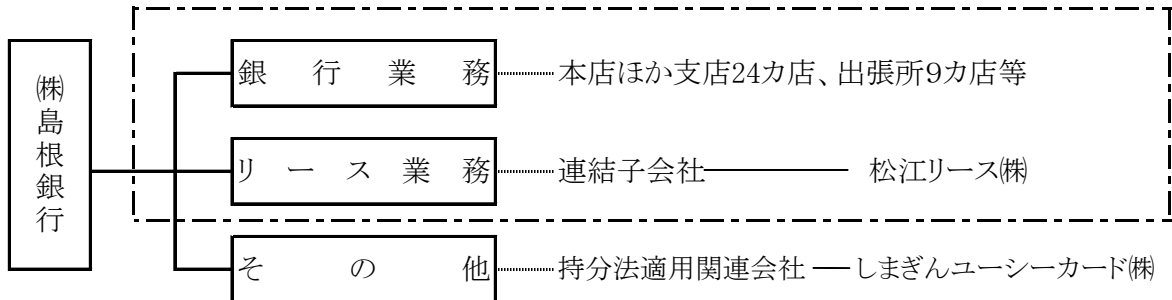 ㈱島根銀行
銀行業務 本店ほか支店24カ店、出張所9カ店等
リース業務 連結子会社 松江リース㈱
その他 持分法適用関連会社 しまぎんユーシーカード㈱